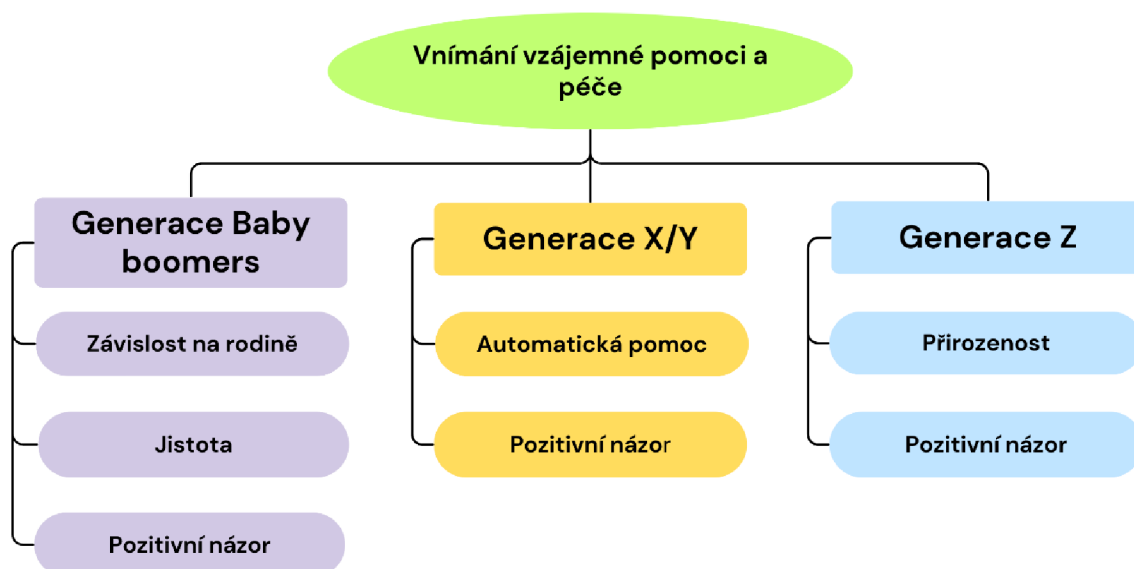 Vnímání vzájemné pomoci a
péče
Generace Baby
boomers
Závislost na rodině
Jistota
Pozitivní názor
Generace X/Y
Automatická pomoc
Pozitivní názor
Generace Z
Přirozenost
Pozitivní názor